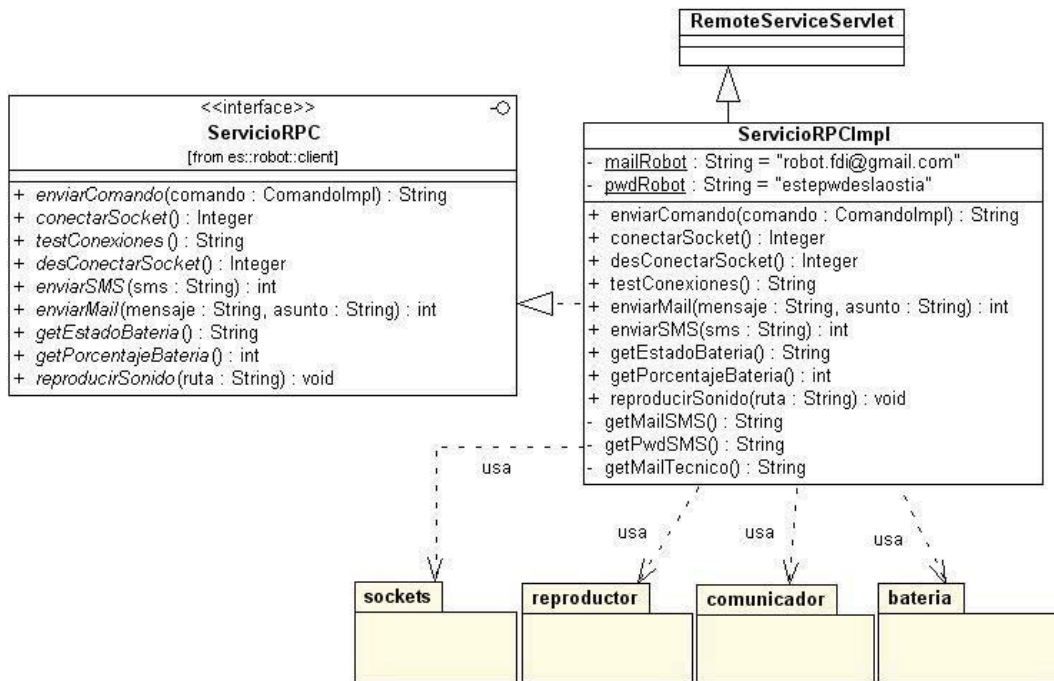 RemoteServiceServlet
<<interface>>
ServicioRPC
[from es::robot::client]
+ enviarComando(comando : ComandoImpl) : String
+ conectarSocket() : Integer
+ testConexiones () : String
+ desConectarSocket() : Integer
+ enviarSMS (sms : String) : int
+ enviarMail(mensaje : String, asunto : String) : int
+ getEstadoBateria() : String
+ getPorcentajeBateria() : int
+ reproducirSonido(ruta : String) : void
ServicioRPCImpl
- mailRobot : String = "robot.fdi@gmail.com"
- pwdRobot : String = "estepwdeslaostia"
+ enviarComando(comando : ComandoImpl) : String
+ conectarSocket() : Integer
+ desConectarSocket() : Integer
+ testConexiones() : String
+ enviarMail(mensaje : String, asunto : String) : int
+ enviarSMS(sms : String) : int
+ getEstadoBateria() : String
+ getPorcentajeBateria() : int
+ reproducirSonido(ruta : String) : void
- getMailSMS() : String
- getPwdSMS() : String
- getMailTecnico() : String
usa
usa
usa
usa
sockets
reproductor
comunicador
bateria